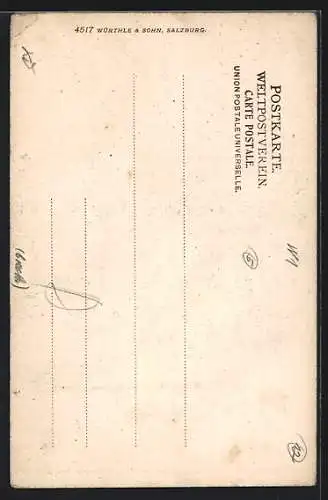 4517 WÜRTHLE & SOHN, SALZBURG.
POSTKARTE.
WELTPOSTVEREIN.
CARTE POSTALE.
UNION POSTALE UNIVERSELLE.